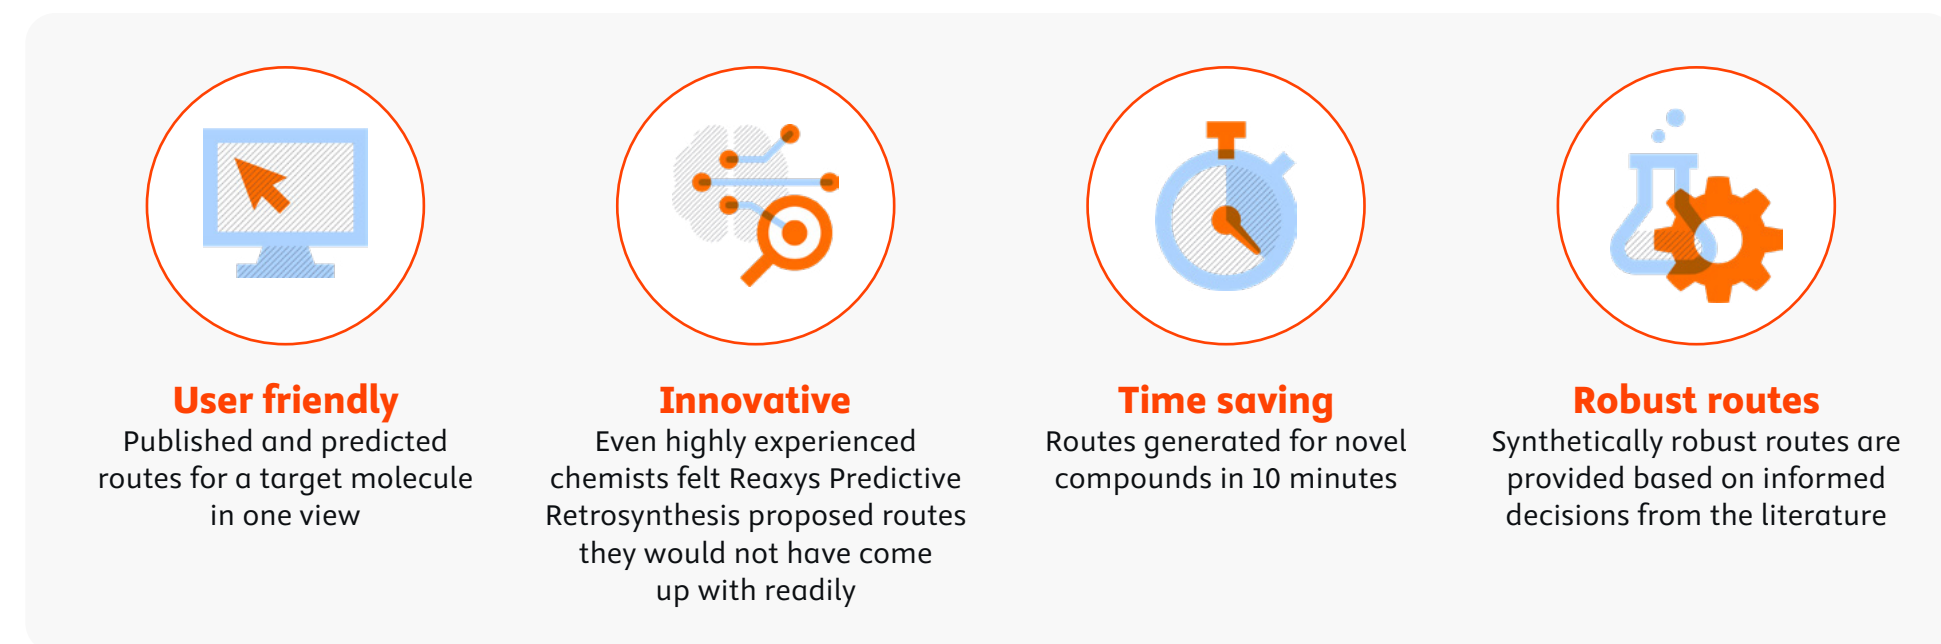 User friendly
Published and predicted
routes for a target molecule
in one view
Innovative
Even highly experienced
chemists felt Reaxys Predictive
Retrosynthesis proposed routes
they would not have come
up with readily
Time saving
Routes generated for novel
compounds in 10 minutes
Robust routes
Synthetically robust routes are
provided based on informed
decisions from the literature